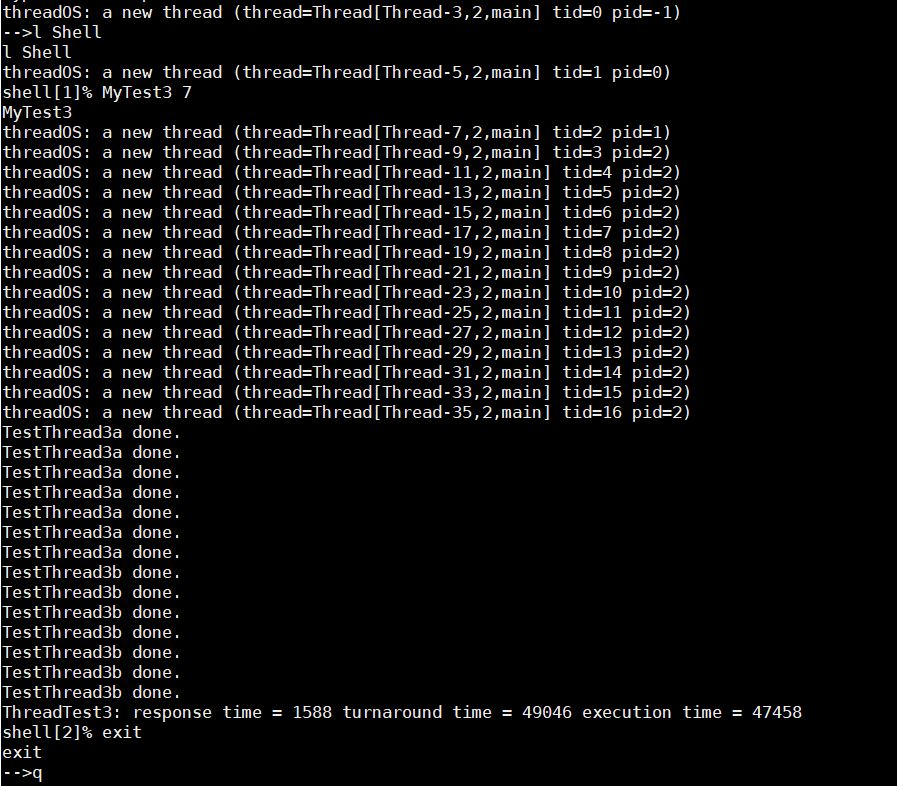 threadOS: a new thread (thread=Thread[Thread-3,2,main] tid=0 pid=-1)
-->l Shell
l Shell
threadOS: a new thread (thread=Thread[Thread-5,2,main] tid=1 pid=0)
shell[1]% MyTest3 7
MyTest3
threadOS: a new thread (thread=Thread[Thread-7,2,main] tid=2 pid=1)
threadOS: a new thread (thread=Thread[Thread-9,2,main] tid=3 pid=2)
threadOS: a new thread (thread=Thread[Thread-11,2,main] tid=4 pid=2)
threadOS: a new thread (thread=Thread[Thread-13,2,main] tid=5 pid=2)
threadOS: a new thread (thread=Thread[Thread-15,2,main] tid=6 pid=2)
threadOS: a new thread (thread=Thread[Thread-17,2,main] tid=7 pid=2)
threadOS: a new thread (thread=Thread[Thread-19,2,main] tid=8 pid=2)
threadOS: a new thread (thread=Thread[Thread-21,2,main] tid=9 pid=2)
threadOS: a new thread (thread=Thread[Thread-23,2,main] tid=10 pid=2)
threadOS: a new thread (thread=Thread[Thread-25,2,main] tid=11 pid=2)
threadOS: a new thread (thread=Thread[Thread-27,2,main] tid=12 pid=2)
threadOS: a new thread (thread=Thread[Thread-29,2,main] tid=13 pid=2)
threadOS: a new thread (thread=Thread[Thread-31,2,main] tid=14 pid=2)
threadOS: a new thread (thread=Thread[Thread-33,2,main] tid=15 pid=2)
threadOS: a new thread (thread=Thread[Thread-35,2,main] tid=16 pid=2)
TestThread3a done.
TestThread3a done.
TestThread3a done.
TestThread3a done.
TestThread3a done.
TestThread3a done.
TestThread3a done.
TestThread3b done.
TestThread3b done.
TestThread3b done.
TestThread3b done.
TestThread3b done.
TestThread3b done.
TestThread3b done.
ThreadTest3: response time = 1588 turnaround time = 49046 execution time = 47458
shell[2]% exit
exit
-->q